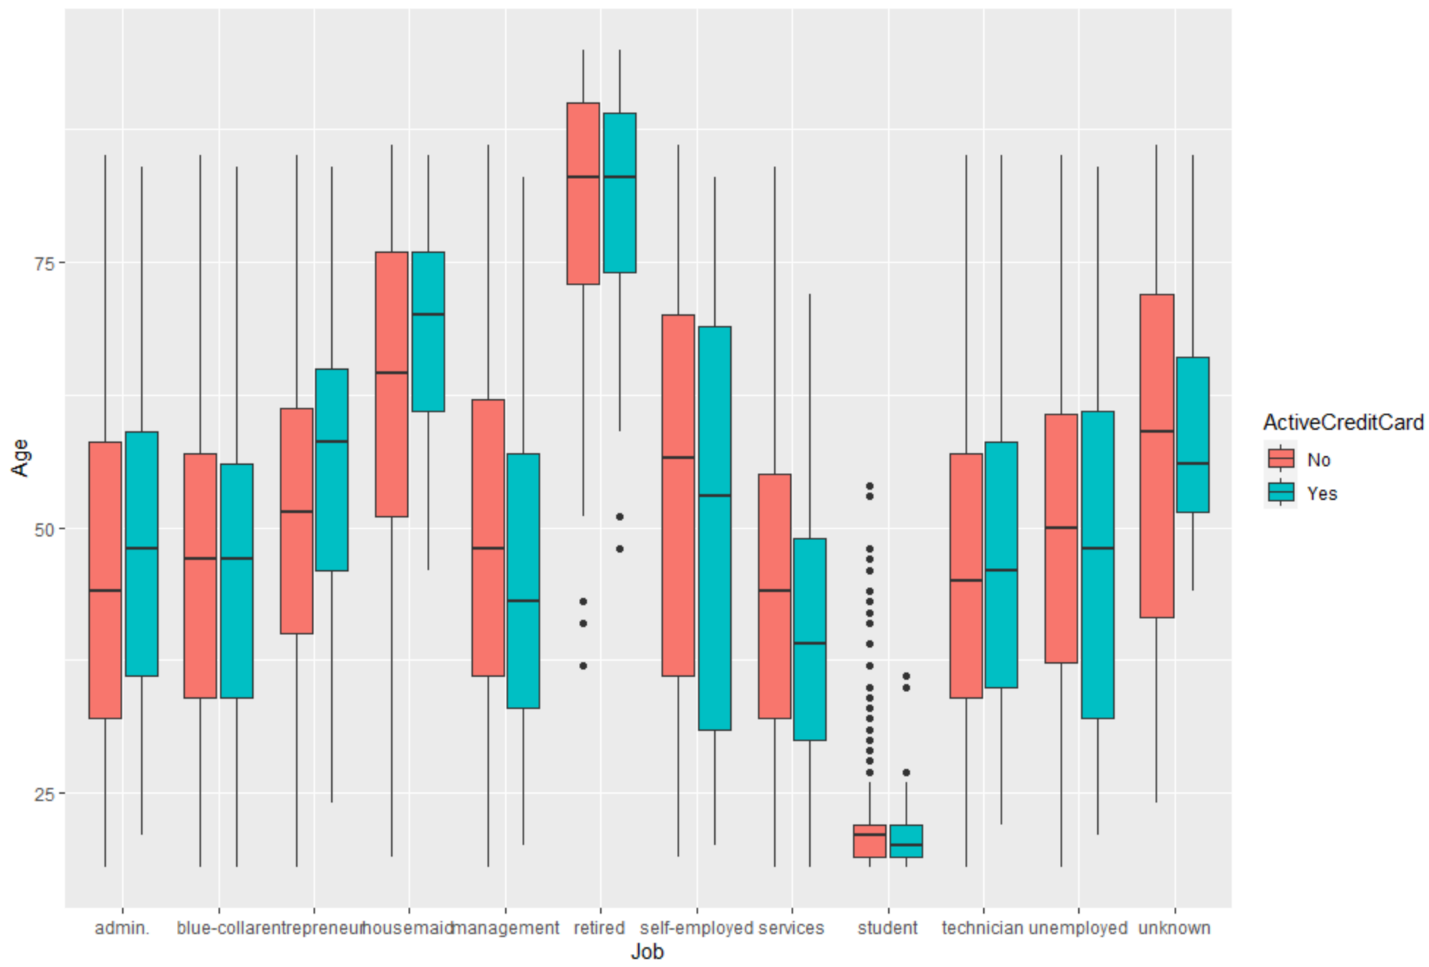 Age
75
50
25
admin. blue-collar entrepreneur housemaid management retired self-employed services student technician unemployed unknown
Job
ActiveCreditCard
No
Yes